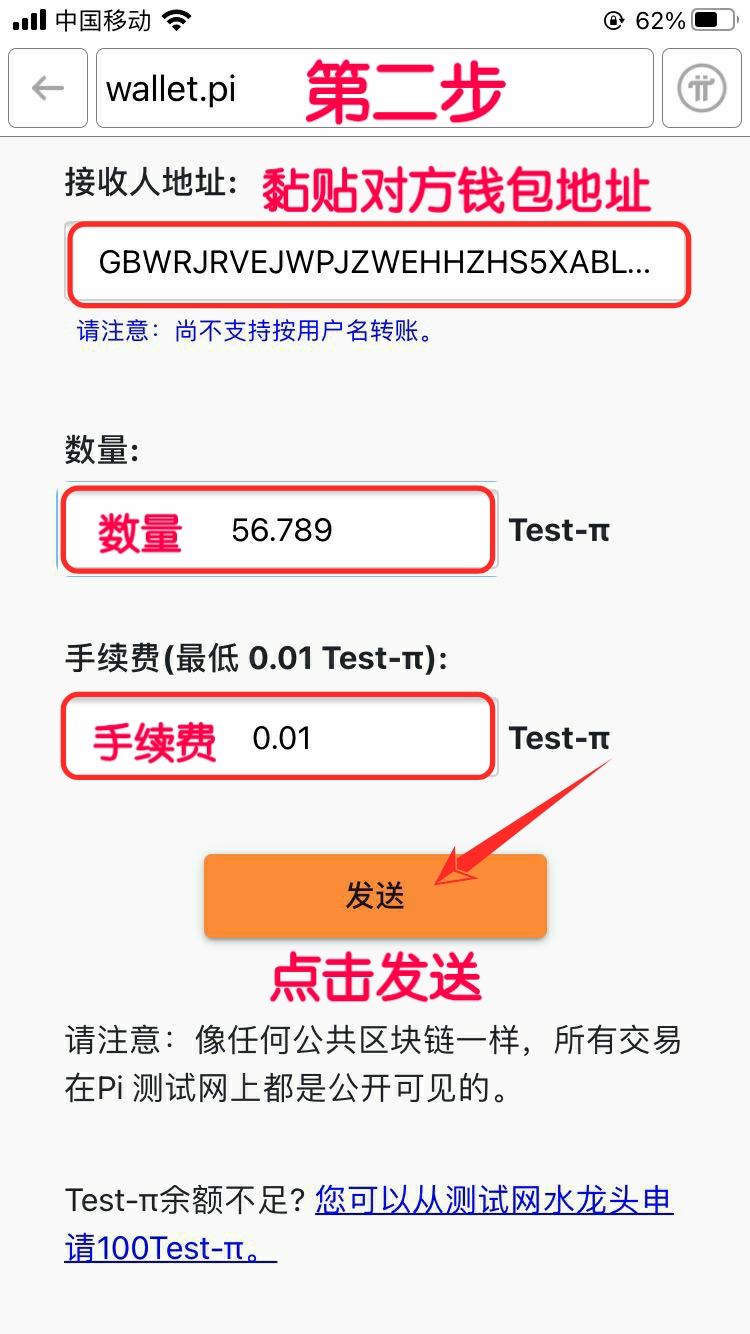 中国移动 62%
wallet.pi 第二步
接收人地址: 黏贴对方钱包地址
GBWRJRVEJWPJZWEHHZHS5XABL...
请注意：尚不支持按用户名转账。
数量:
数量 56.789 Test-π
手续费(最低 0.01 Test-π):
手续费 0.01 Test-π
发送
点击发送
请注意：像任何公共区块链一样，所有交易
在Pi 测试网上都是公开可见的。
Test-π余额不足? 您可以从测试网水龙头申
请100Test-π。